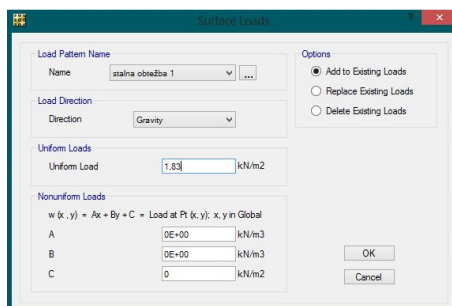 Surface Loads
? ×
Load Pattern Name
Name stalna obtežba 1 ...
Load Direction
Direction Gravity
Uniform Loads
Uniform Load 1,83 kN/m2
Nonuniform Loads
w (x , y) = Ax + By + C = Load at Pt (x, y); x, y in Global
A 0E+00 kN/m3
B 0E+00 kN/m3
C 0 kN/m2
Options
Add to Existing Loads
Replace Existing Loads
Delete Existing Loads
OK
Cancel